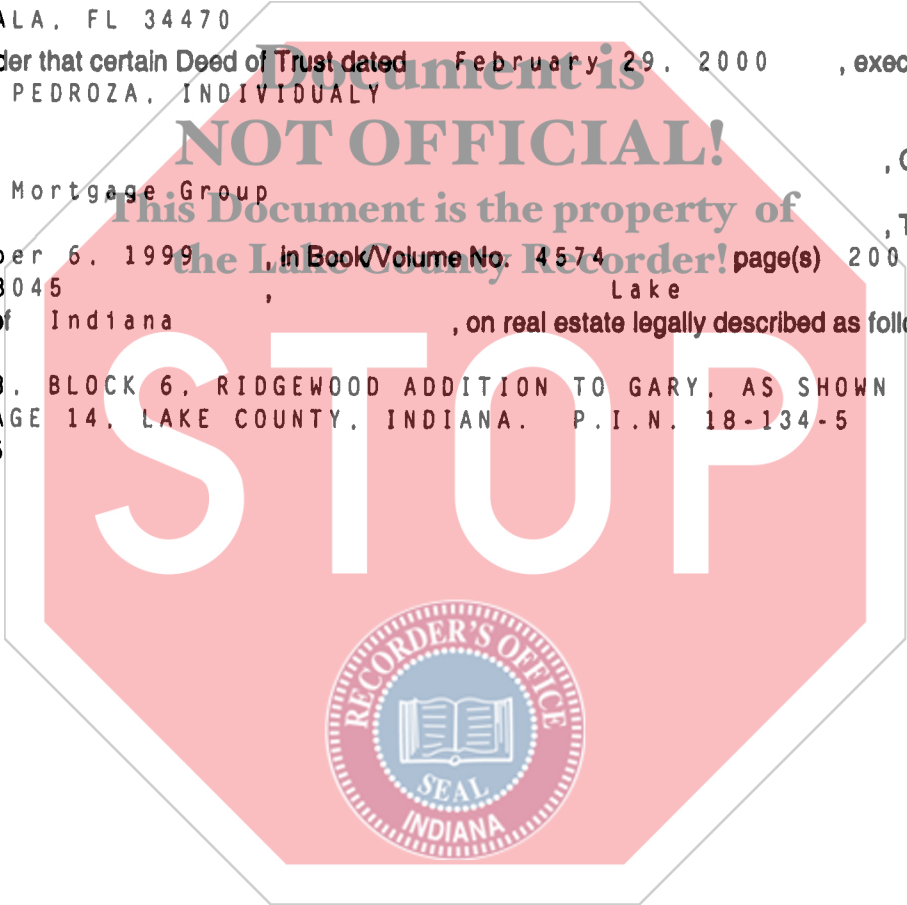 ALA, FL 34470
der that certain Deed of Trust dated February 29, 2000 , exec
PEDROZA, INDIVIDUALY
Document is
NOT OFFICIAL!
This Document is the property of
the Lake County Recorder!
Mortgage Group
ber 6, 1999 , in Book/Volume No. 4574 page(s) 200
3045 , Lake
of Indiana , on real estate legally described as follo
, BLOCK 6, RIDGEWOOD ADDITION TO GARY, AS SHOWN
AGE 14, LAKE COUNTY, INDIANA. P.I.N. 18-134-5
STOP
RECORDER'S OFFICE
SEAL
INDIANA